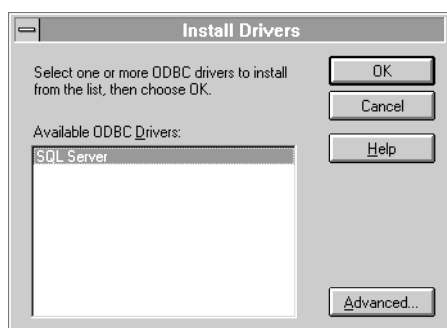 Install Drivers
Select one or more ODBC drivers to install
from the list, then choose OK.
Available ODBC Drivers:
SQL Server
OK
Cancel
Help
Advanced...